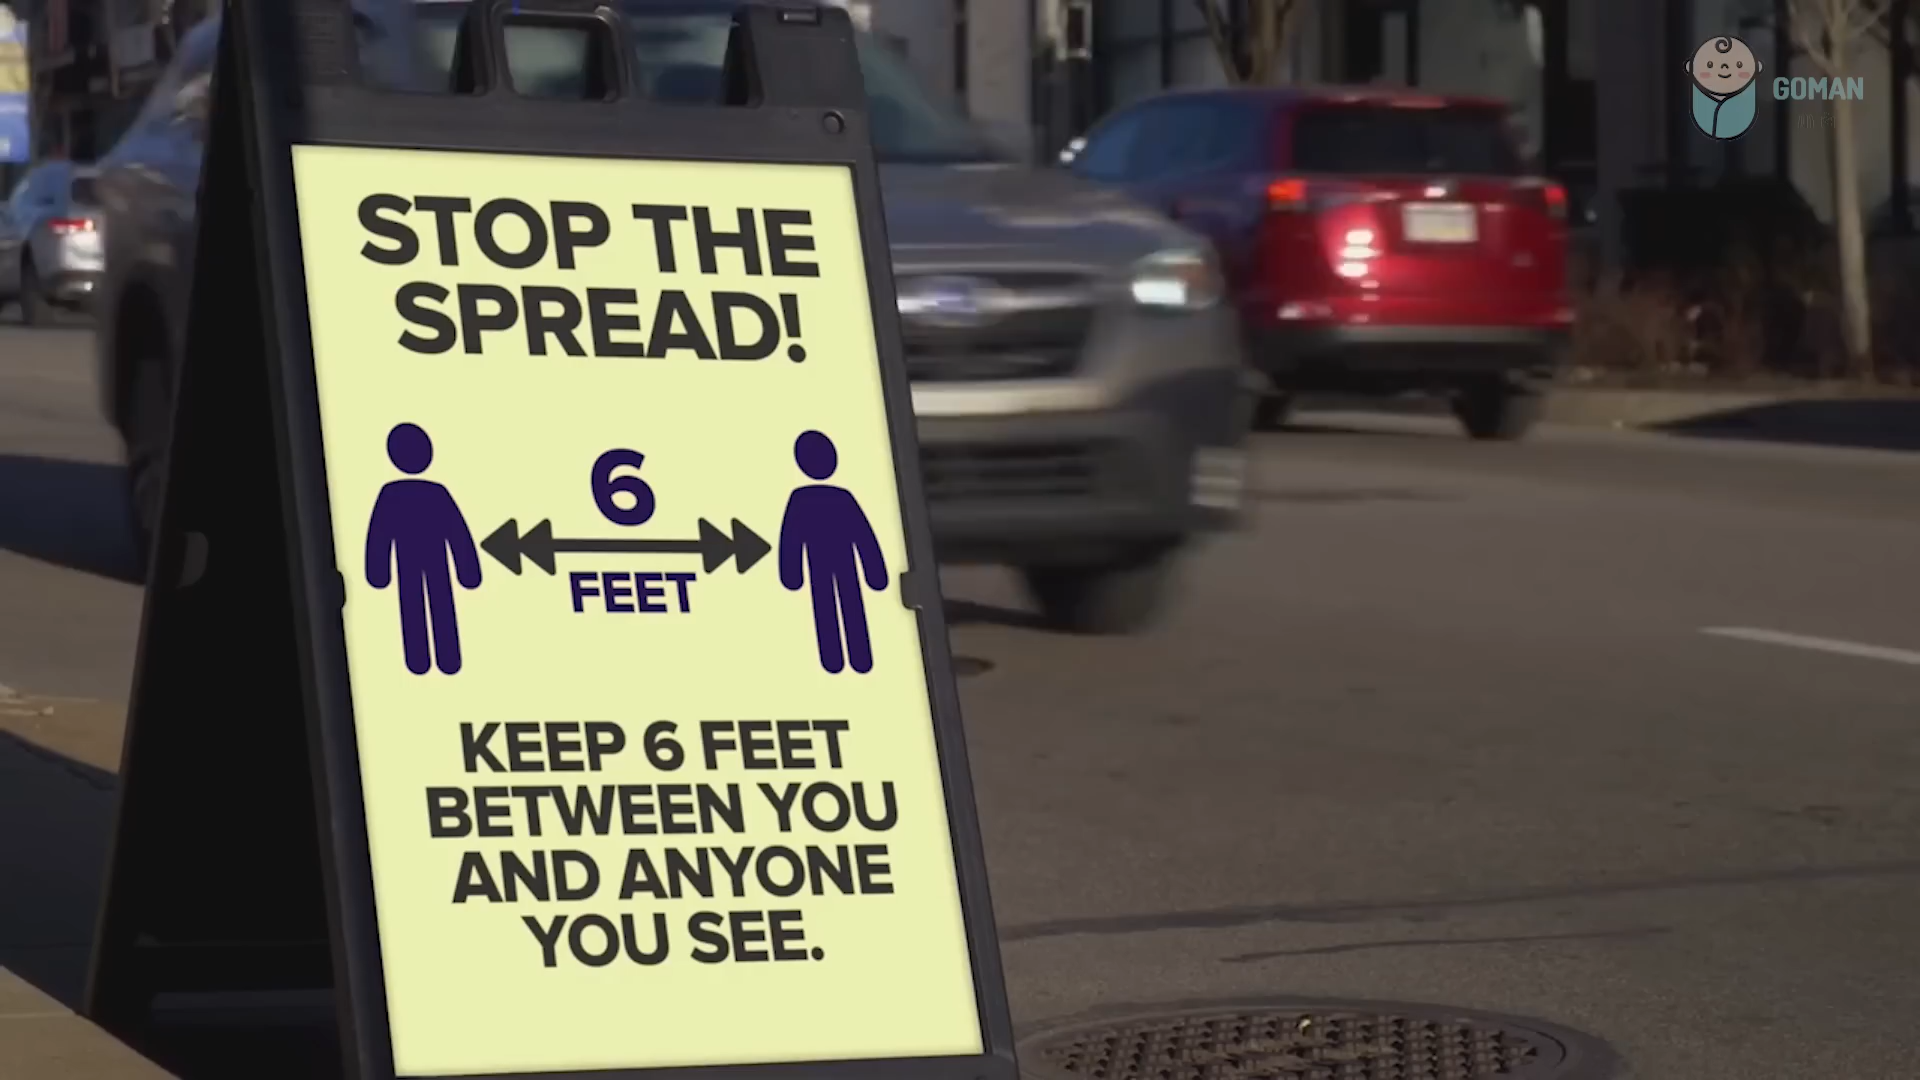 STOP THE
SPREAD!
6
FEET
KEEP 6 FEET
BETWEEN YOU
AND ANYONE
YOU SEE.
GOMAN